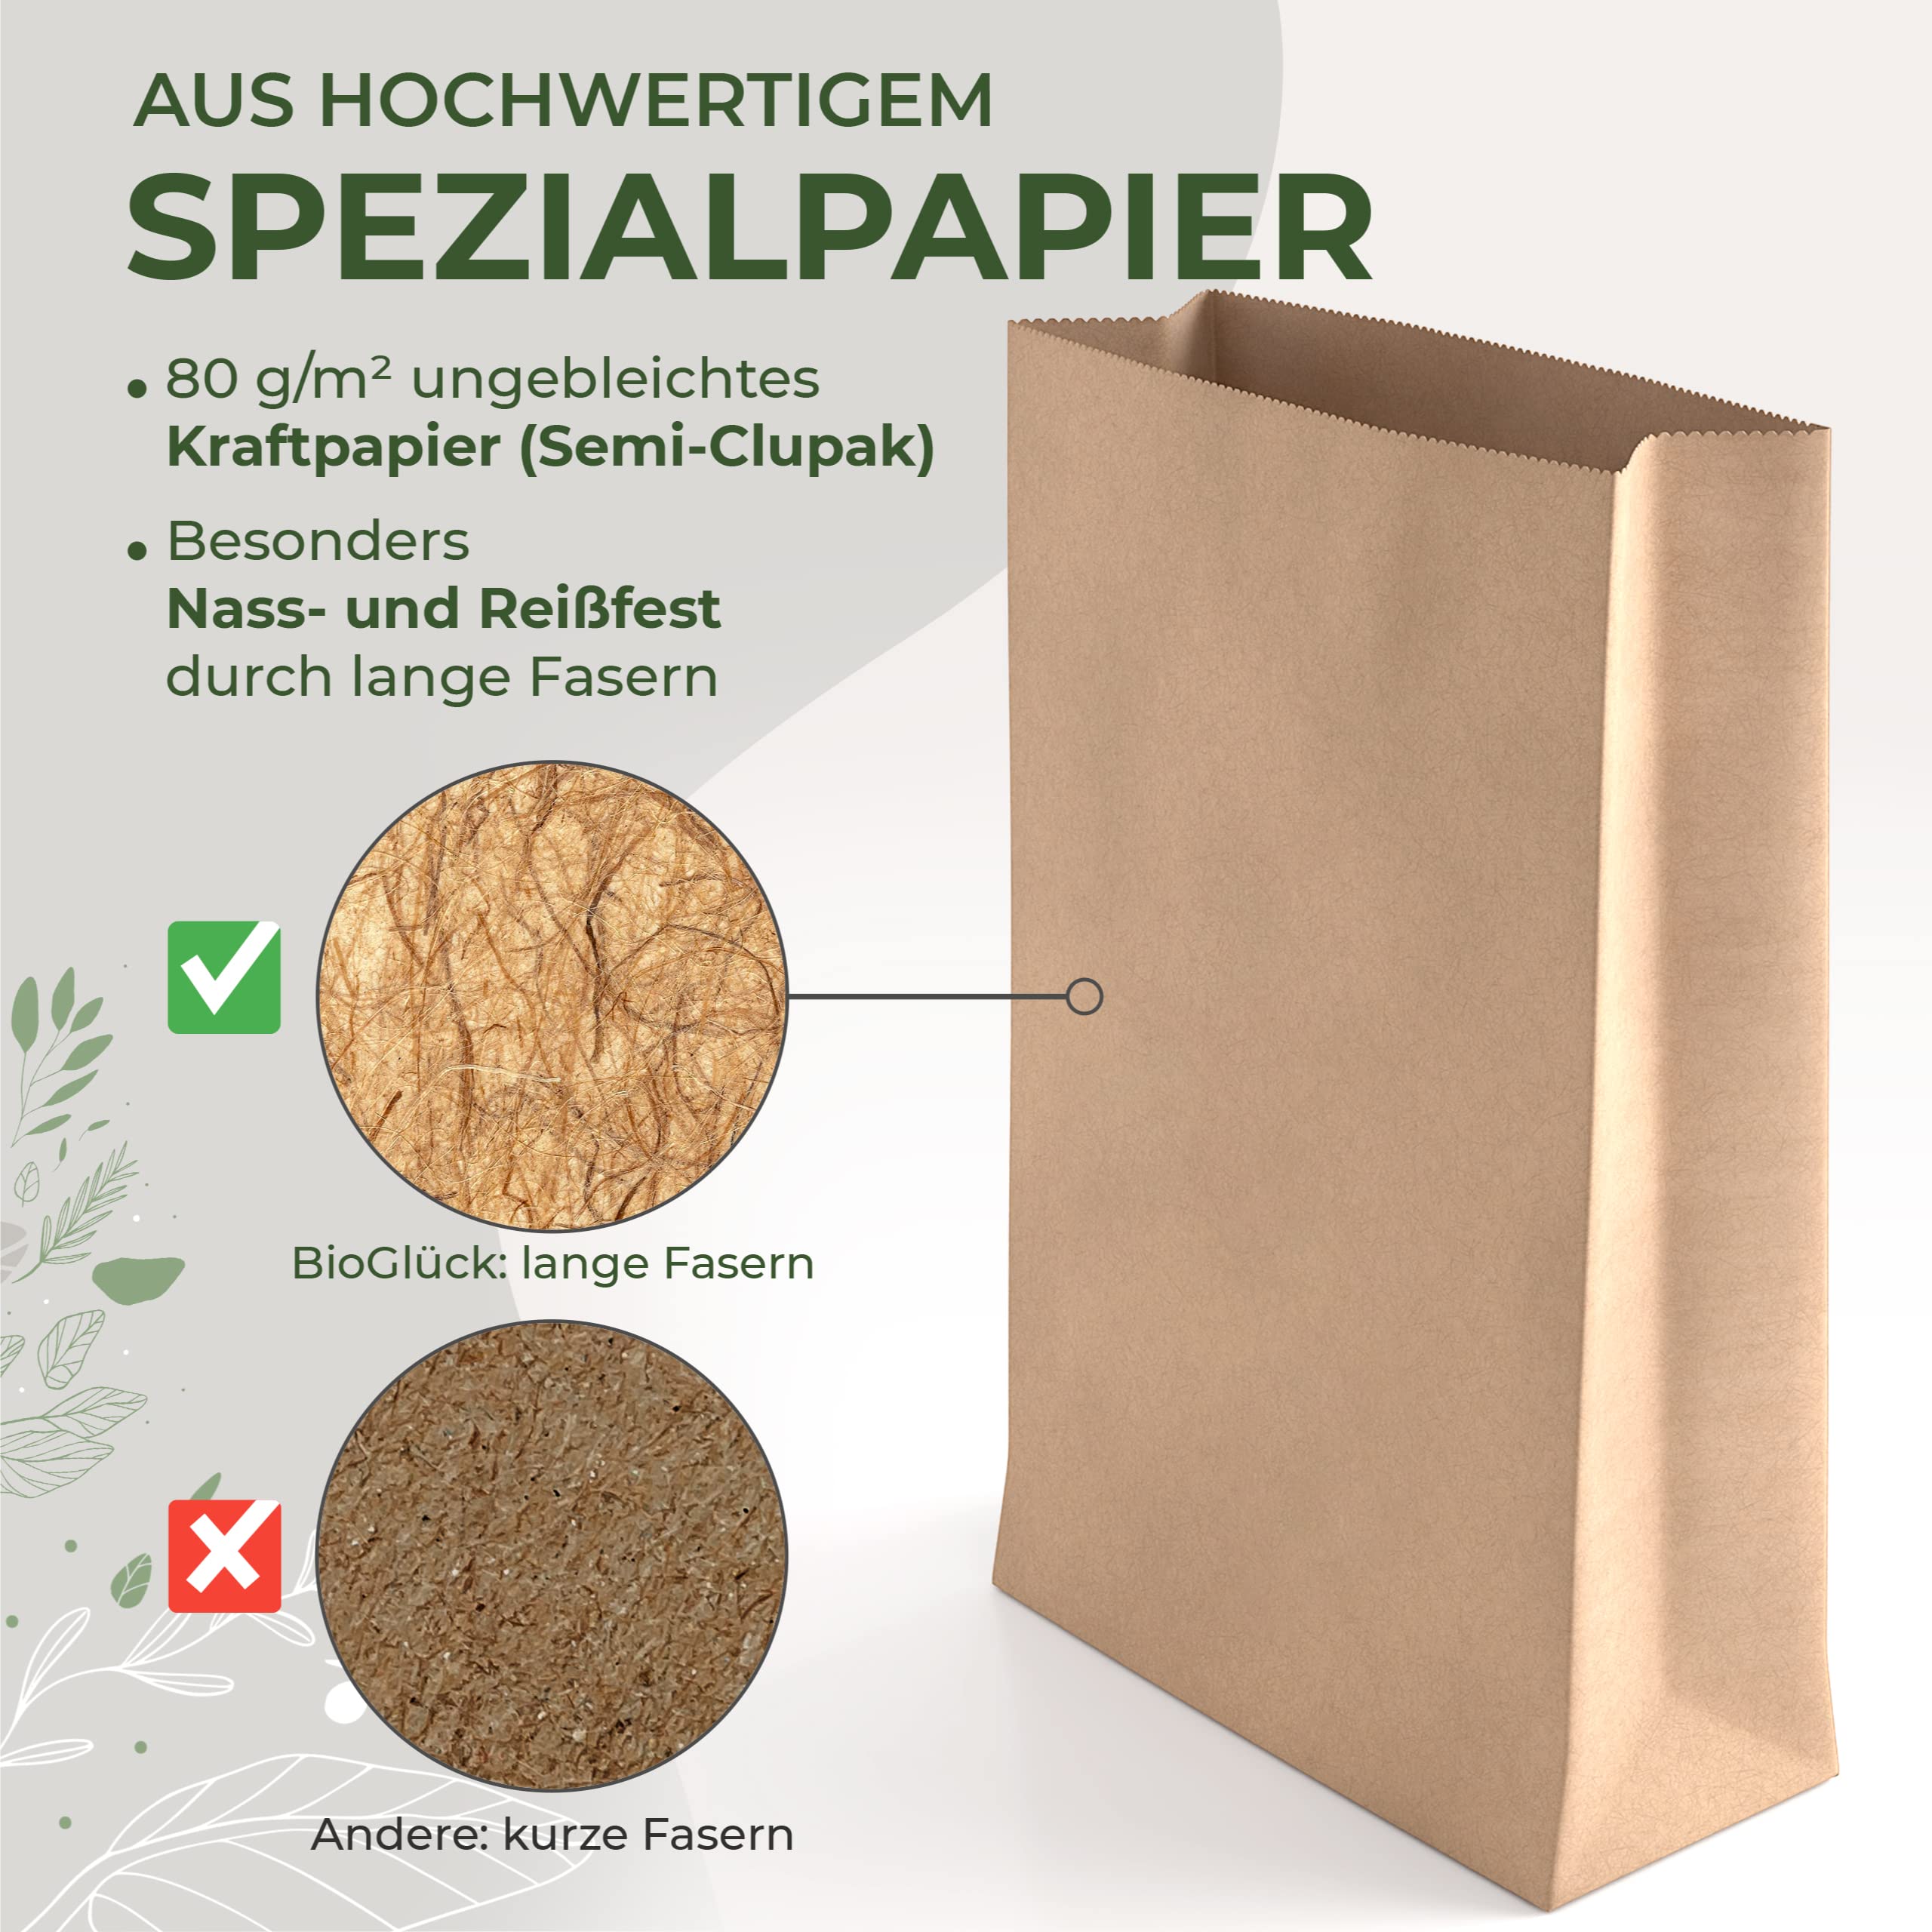 AUS HOCHWERTIGEM
SPEZIALPAPIER
• 80 g/m² ungebleichtes
Kraftpapier (Semi-Clupak)
• Besonders
Nass- und Reißfest
durch lange Fasern
BioGlück: lange Fasern
Andere: kurze Fasern